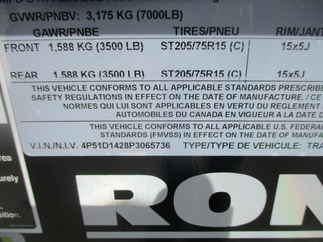 GVWR/PNBV: 3,175 KG (7000LB)
GAWR/PNBE TIRES/PNEU RIM/JANT
FRONT 1,588 KG (3500 LB) ST205/75R15 (C) 15x5J
REAR 1,588 KG (3500 LB) ST205/75R15 (C) 15x5J
THIS VEHICLE CONFORMS TO ALL APPLICABLE STANDARDS PRESCRIBE
SAFETY REGULATIONS IN EFFECT ON THE DATE OF MANUFACTURE / CE
NORMES QUI LUI SONT APPLICABLES EN VERTU DU REGLEMENT
AUTOMOBILES DU CANADA EN VIGUEUR A LA DATE D
THIS VEHICLE CONFORMS TO ALL APPLICABLE U.S. FEDERA
(FMVSS) IN EFFECT ON THE DATE OF MANUFA
V.I.N./N.I.V. 4P51D1428P3065736 TYPE/TYPE DE VEHICULE: TRA
RON